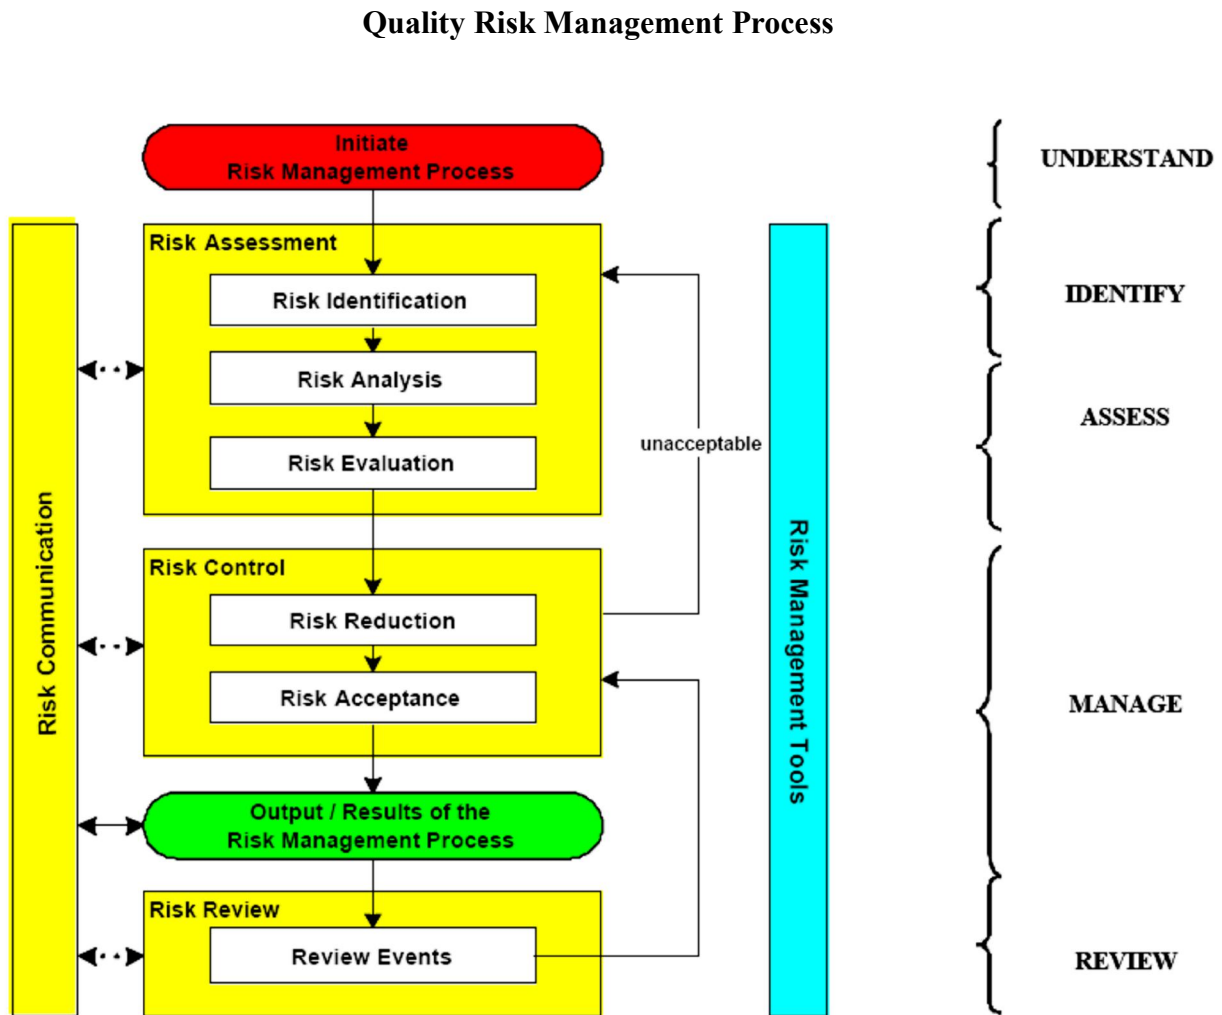 Quality Risk Management Process
Initiate
Risk Management Process
UNDERSTAND
Risk Assessment
Risk Identification
IDENTIFY
Risk Analysis
ASSESS
unacceptable
Risk Evaluation
Risk Communication
Risk Management Tools
Risk Control
Risk Reduction
Risk Acceptance
MANAGE
Output / Results of the
Risk Management Process
Risk Review
Review Events
REVIEW